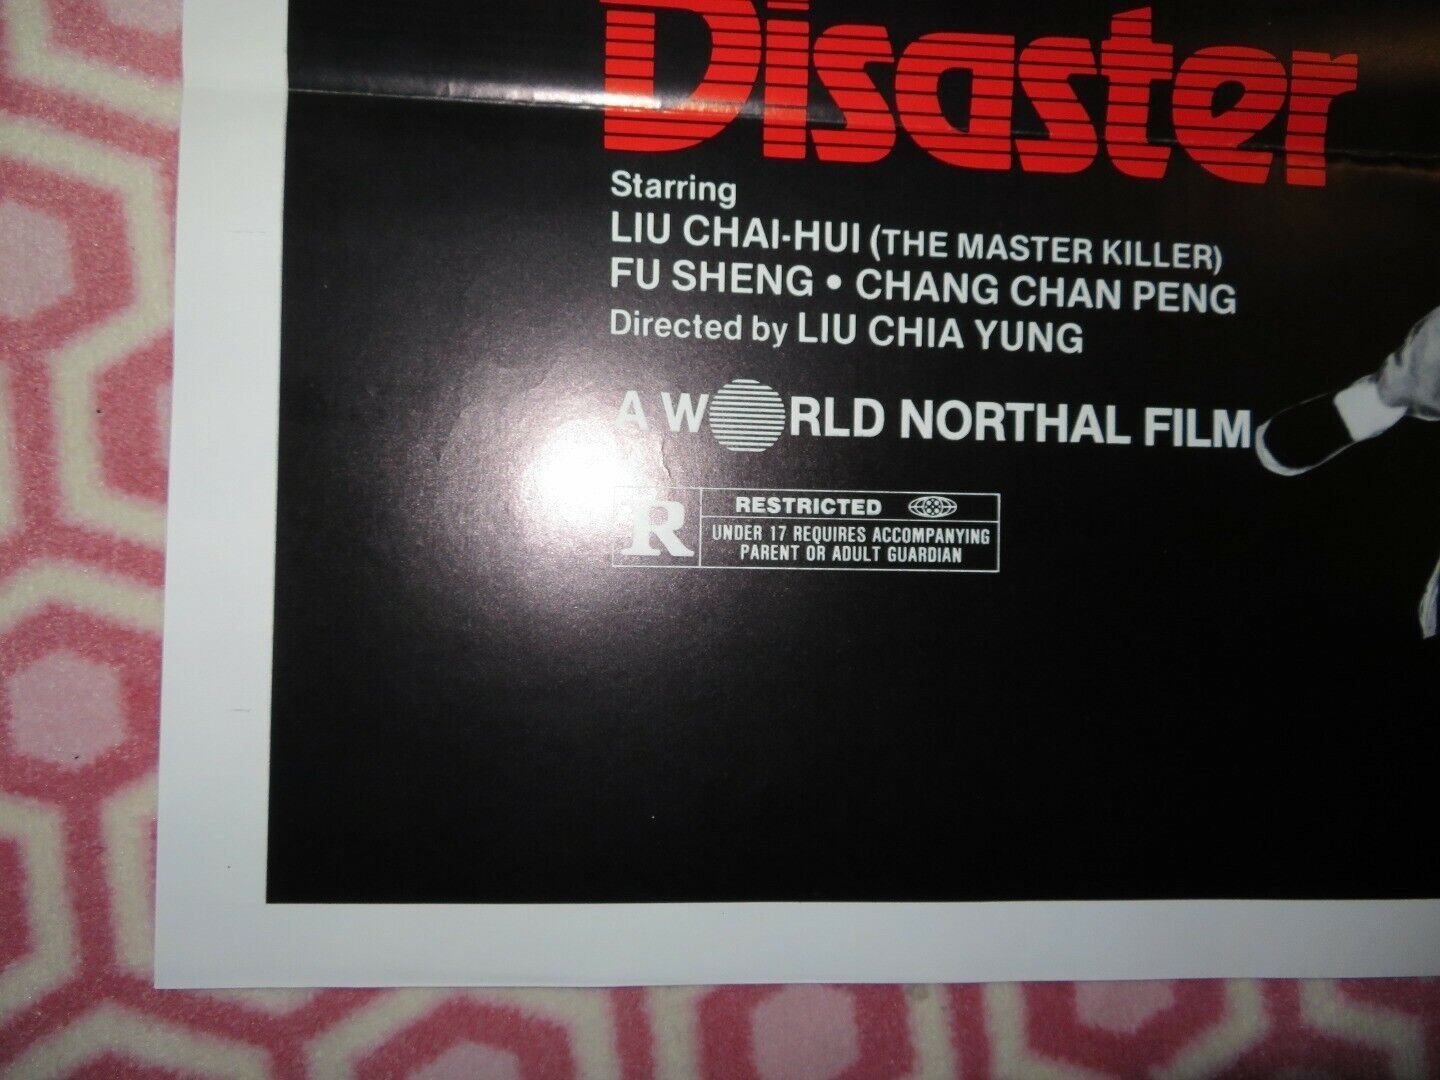 Disaster
Starring
LIU CHAI-HUI (THE MASTER KILLER)
FU SHENG • CHANG CHAN PENG
Directed by LIU CHIA YUNG
A WORLD NORTHAL FILM
R
RESTRICTED
UNDER 17 REQUIRES ACCOMPANYING
PARENT OR ADULT GUARDIAN